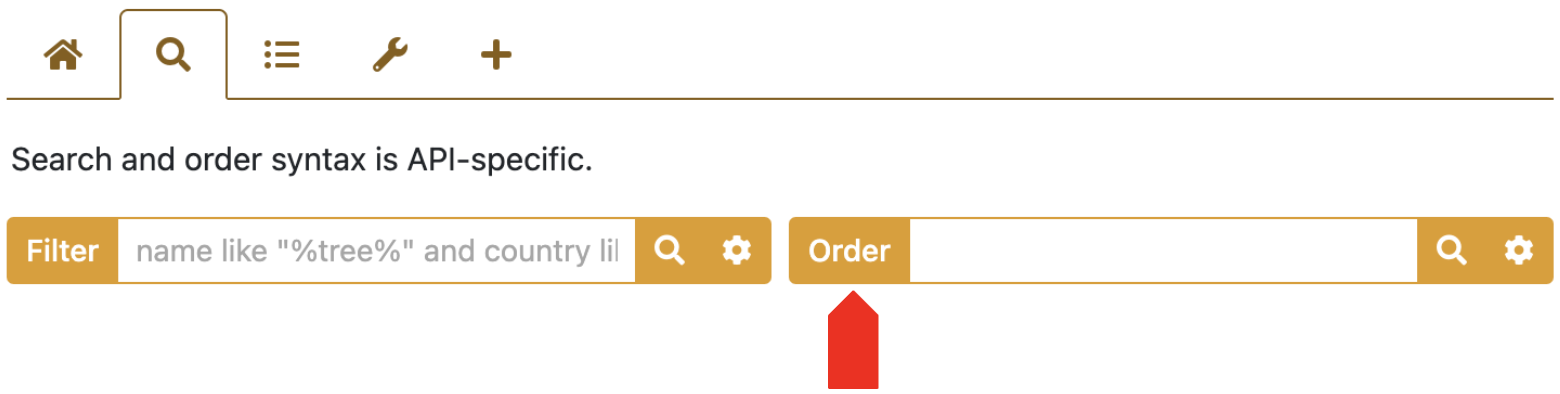 Search and order syntax is API-specific.
Filter name like "%tree%" and country li Order